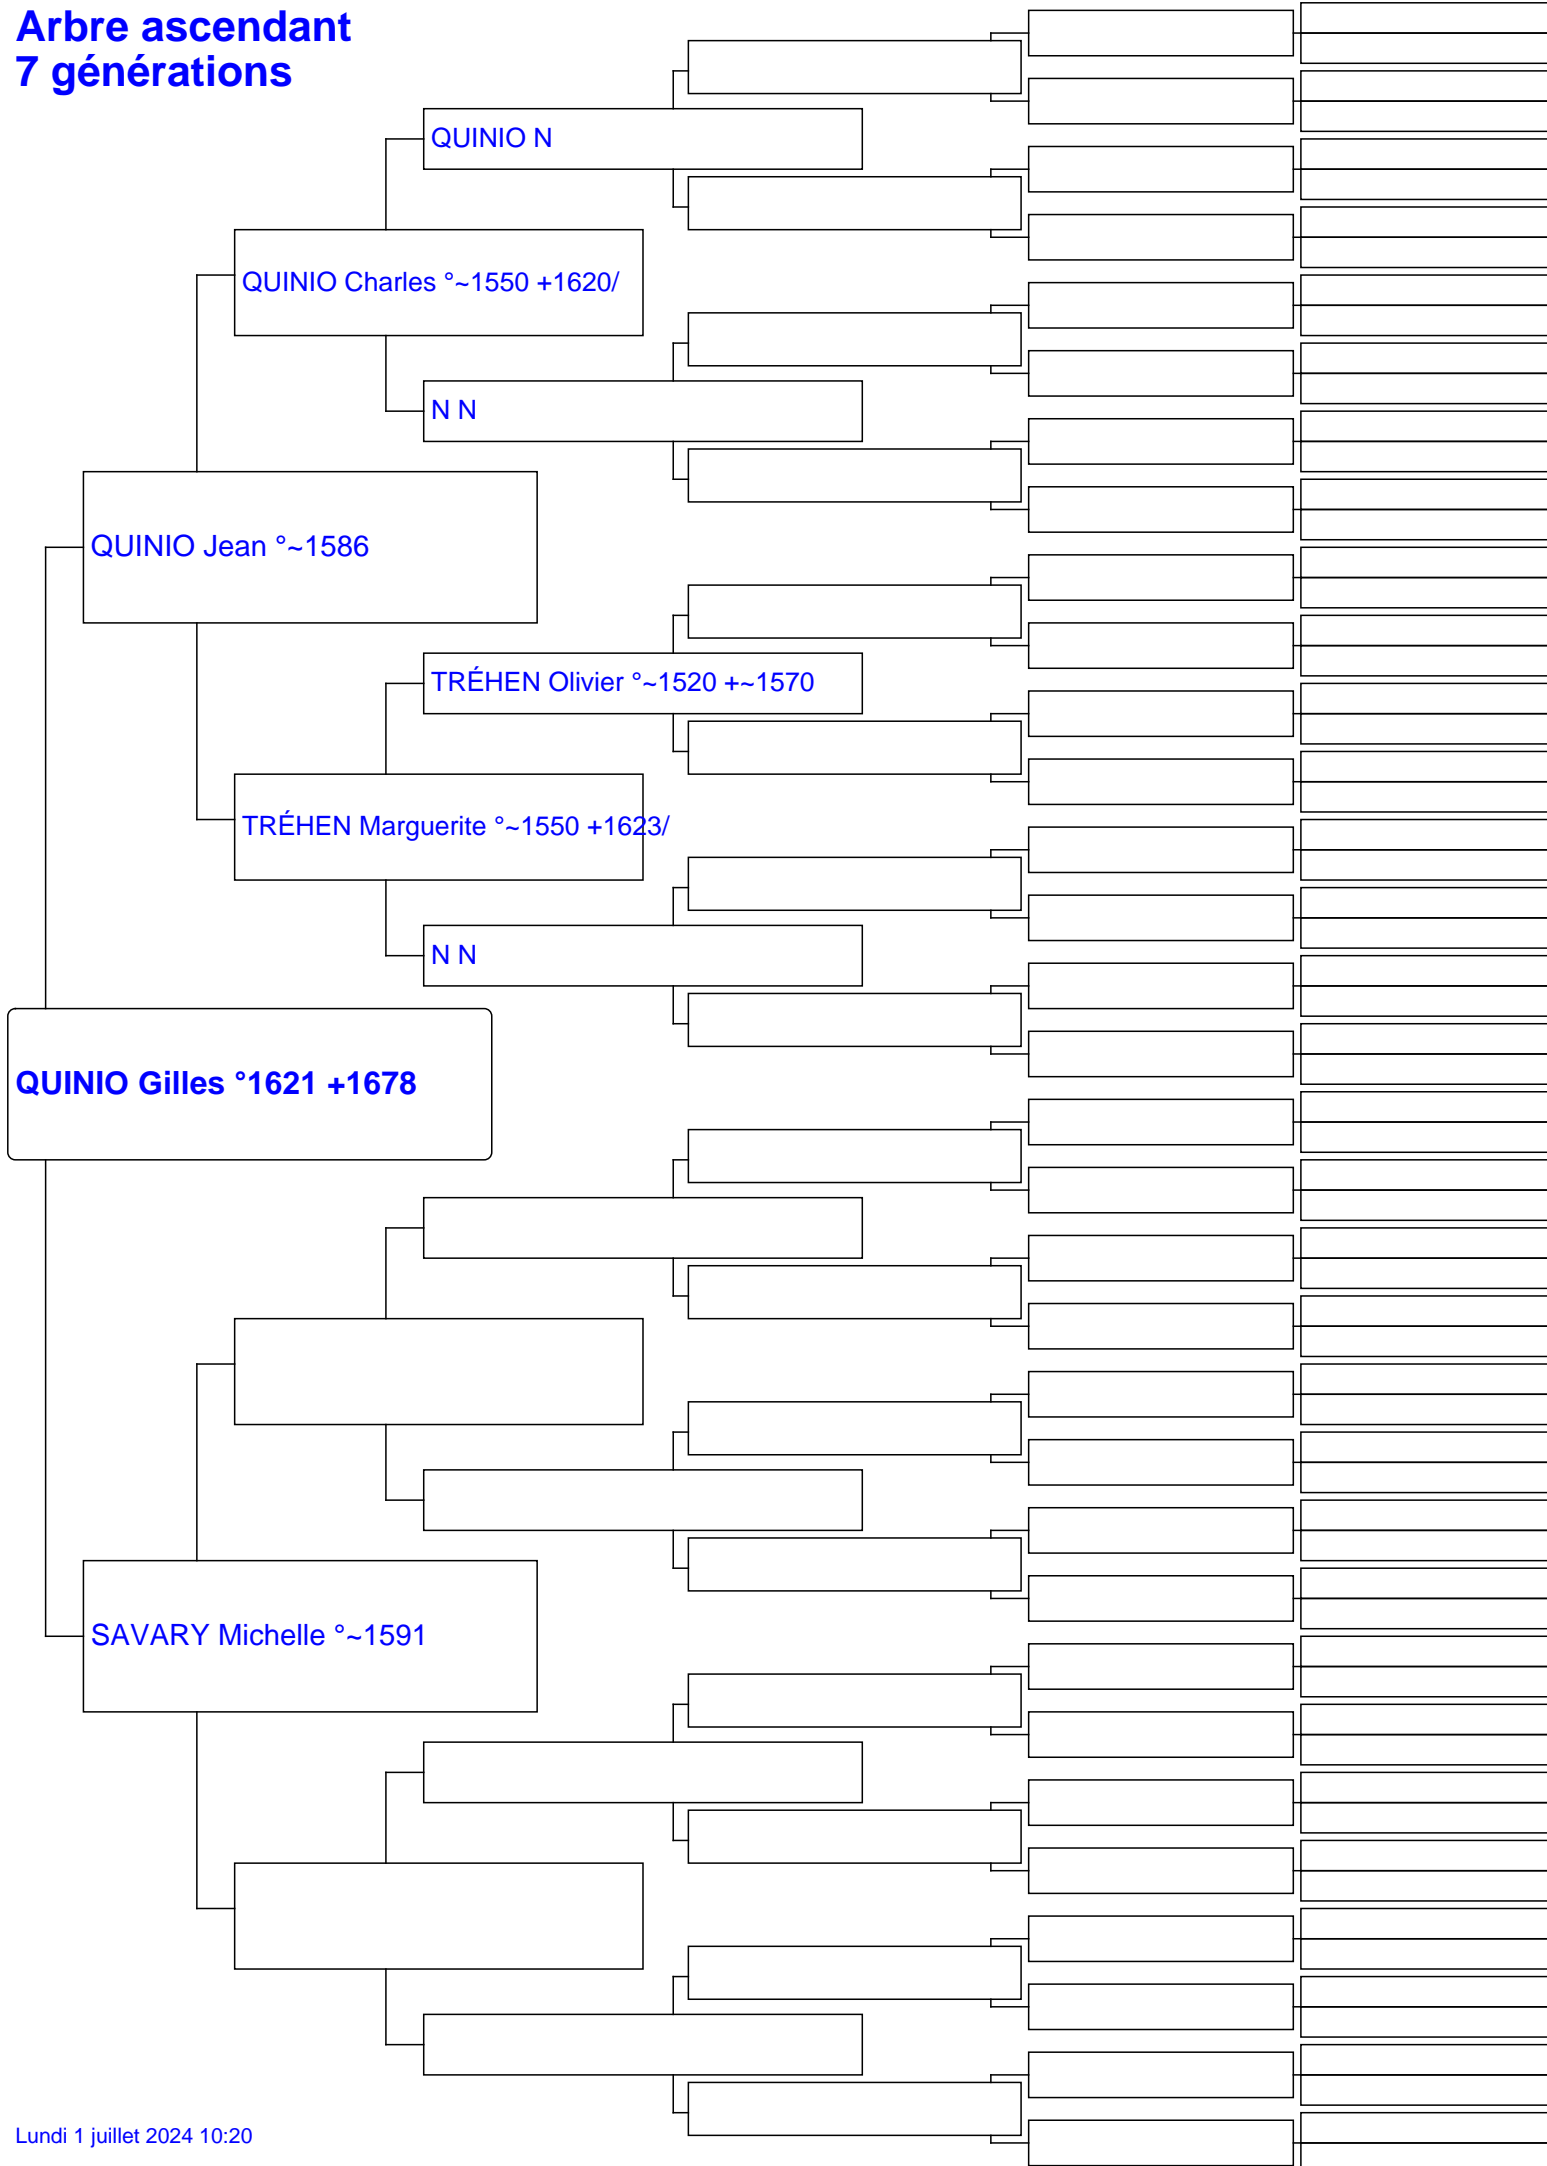 Arbre ascendant
7 générations
QUINIO N
QUINIO Charles °~1550 +1620/
N N
QUINIO Jean °~1586
TRÉHEN Olivier °~1520 +~1570
TRÉHEN Marguerite °~1550 +1623/
N N
QUINIO Gilles °1621 +1678
SAVARY Michelle °~1591
Lundi 1 juillet 2024 10:20